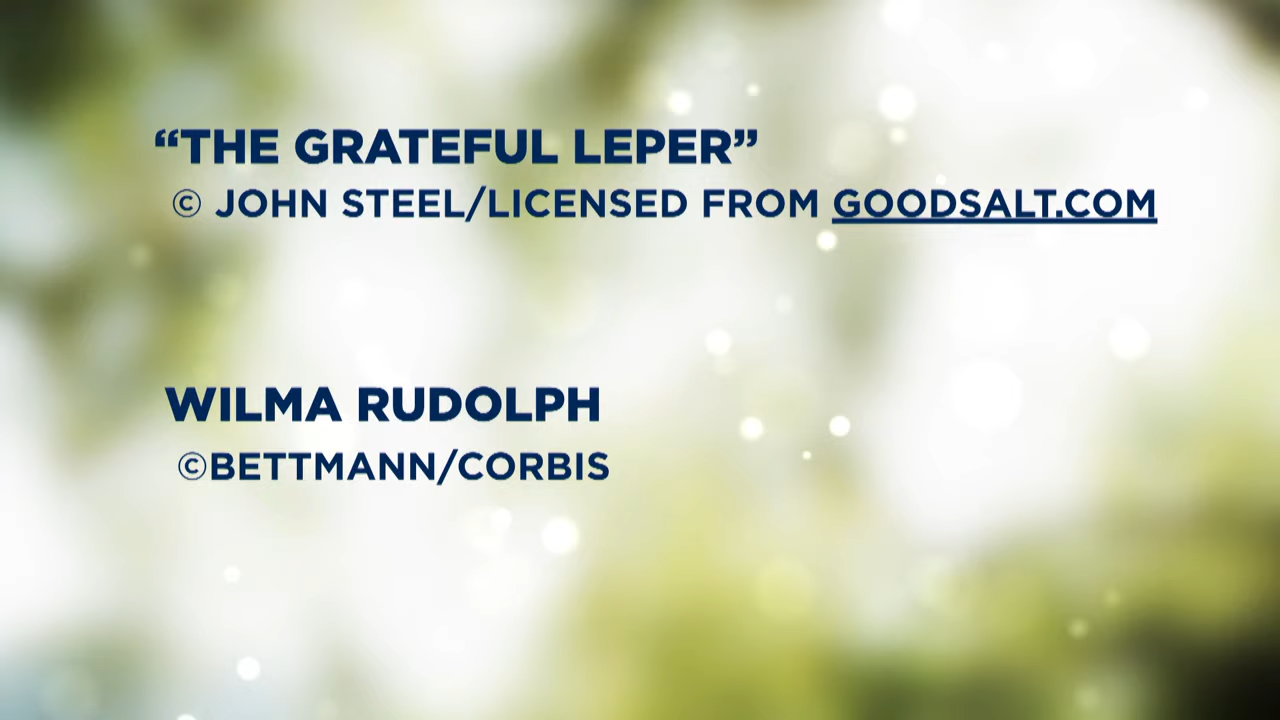 “THE GRATEFUL LEPER”
© JOHN STEEL/LICENSED FROM GOODSALT.COM
WILMA RUDOLPH
©BETTMANN/CORBIS